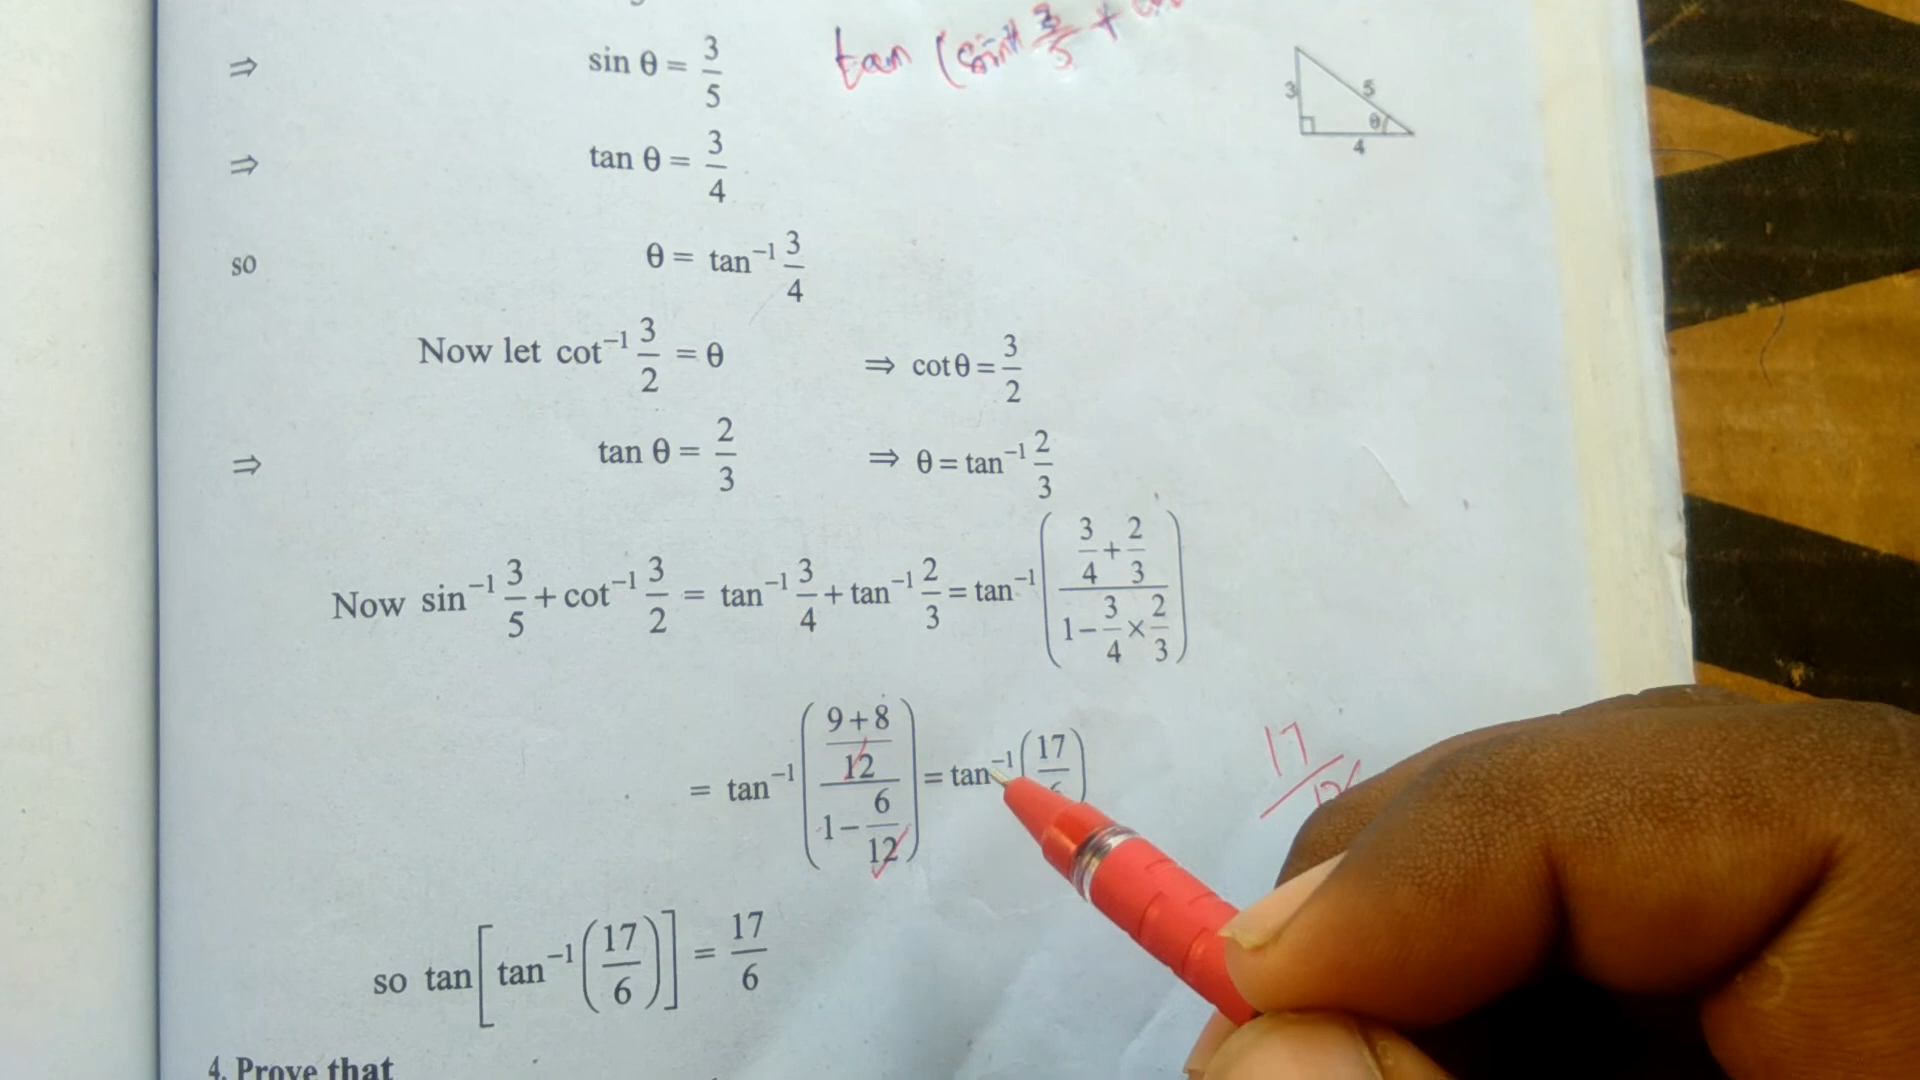 tan (sin⁻¹ 3/5 +
⇒ sin θ = 3/5
3 5 θ 4
⇒ tan θ = 3/4
so θ = tan⁻¹ 3/4
Now let cot⁻¹ 3/2 = θ ⇒ cotθ = 3/2
⇒ tan θ = 2/3 ⇒ θ = tan⁻¹ 2/3
Now sin⁻¹ 3/5 + cot⁻¹ 3/2 = tan⁻¹ 3/4 + tan⁻¹ 2/3 = tan⁻¹ ((3/4 + 2/3)/(1 − 3/4 × 2/3))
= tan⁻¹ (((9+8)/12)/(1 − 6/12)) = tan⁻¹ (17/6)
17/12
so tan[tan⁻¹(17/6)] = 17/6
4. Prove that